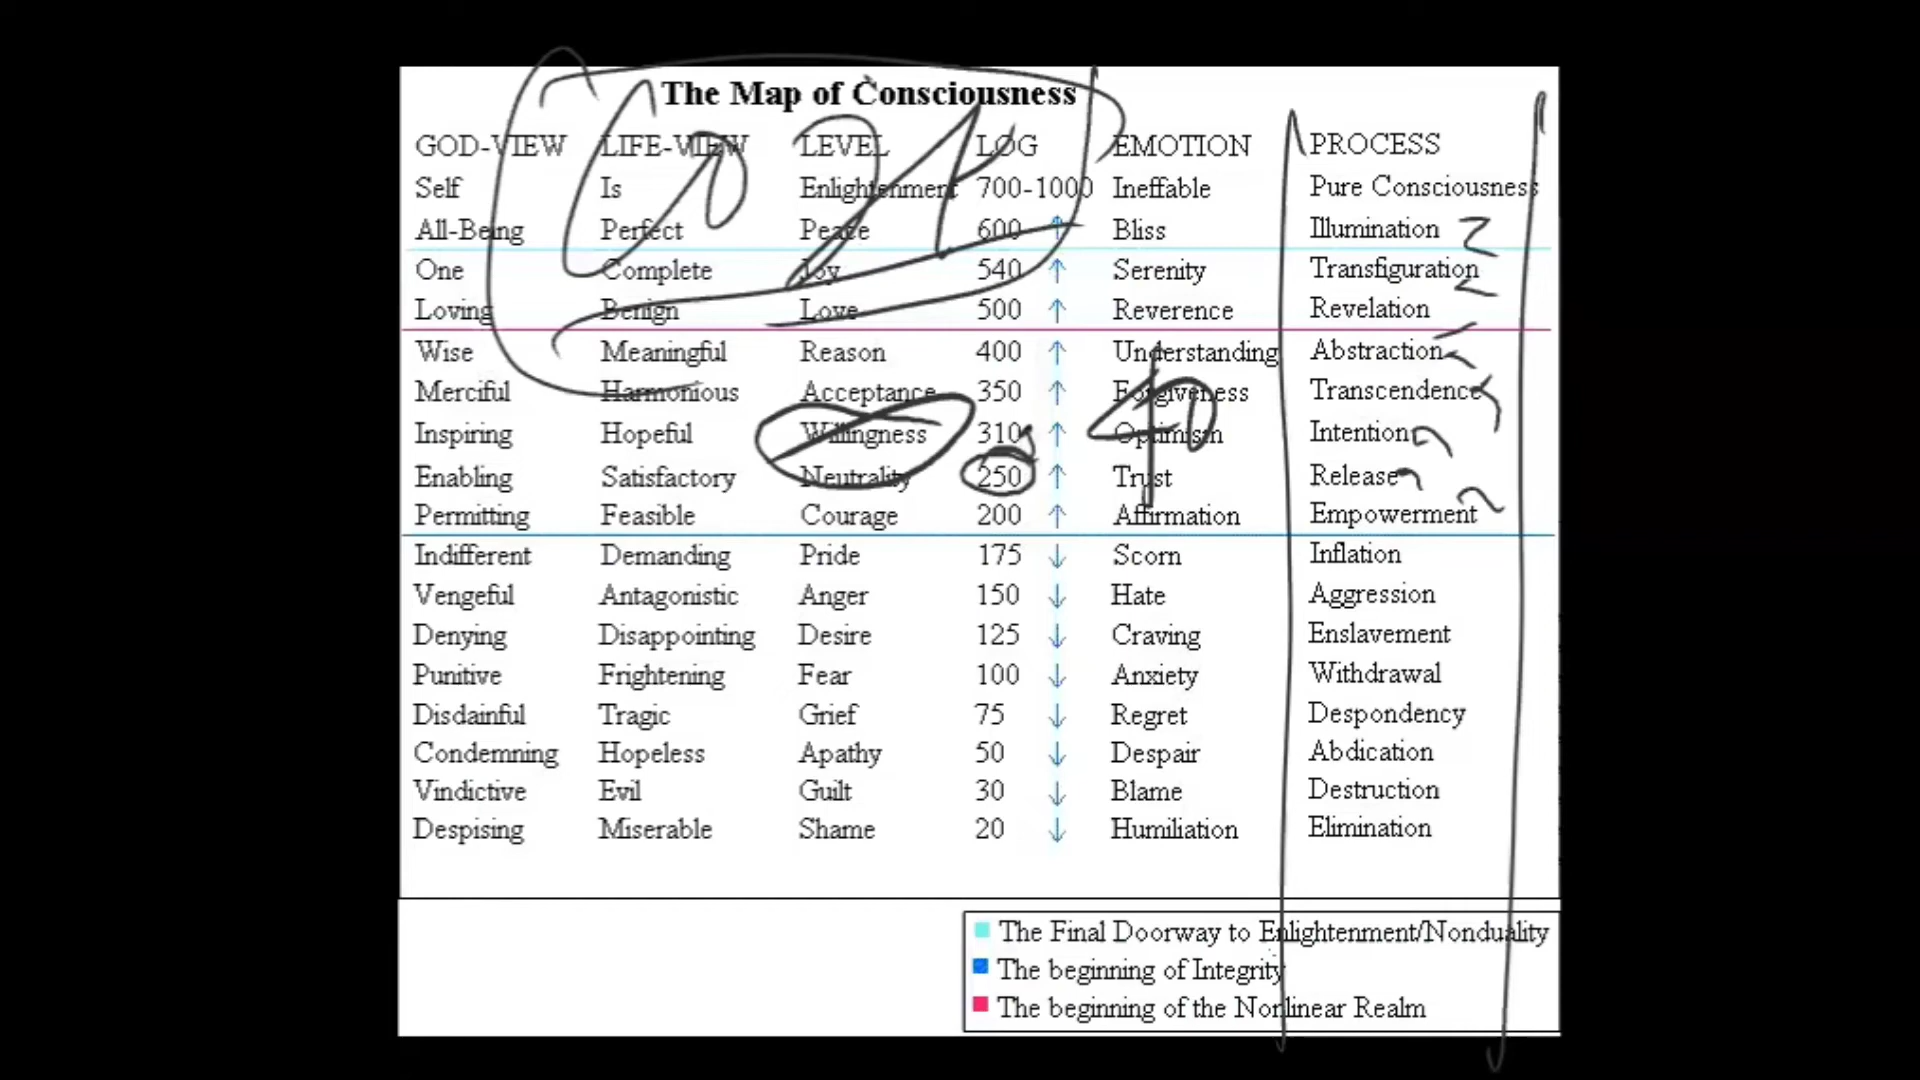 The Map of Consciousness
GOD-VIEW LIFE-VIEW LEVEL LOG EMOTION PROCESS
Self Is Enlightenment 700-1000 Ineffable Pure Consciousness
All-Being Perfect Peace 600 ↑ Bliss Illumination
One Complete Joy 540 ↑ Serenity Transfiguration
Loving Benign Love 500 ↑ Reverence Revelation
Wise Meaningful Reason 400 ↑ Understanding Abstraction
Merciful Harmonious Acceptance 350 ↑ Forgiveness Transcendence
Inspiring Hopeful Willingness 310 ↑ Optimism Intention
Enabling Satisfactory Neutrality 250 ↑ Trust Release
Permitting Feasible Courage 200 ↑ Affirmation Empowerment
Indifferent Demanding Pride 175 ↓ Scorn Inflation
Vengeful Antagonistic Anger 150 ↓ Hate Aggression
Denying Disappointing Desire 125 ↓ Craving Enslavement
Punitive Frightening Fear 100 ↓ Anxiety Withdrawal
Disdainful Tragic Grief 75 ↓ Regret Despondency
Condemning Hopeless Apathy 50 ↓ Despair Abdication
Vindictive Evil Guilt 30 ↓ Blame Destruction
Despising Miserable Shame 20 ↓ Humiliation Elimination
The Final Doorway to Enlightenment/Nonduality
The beginning of Integrity
The beginning of the Nonlinear Realm